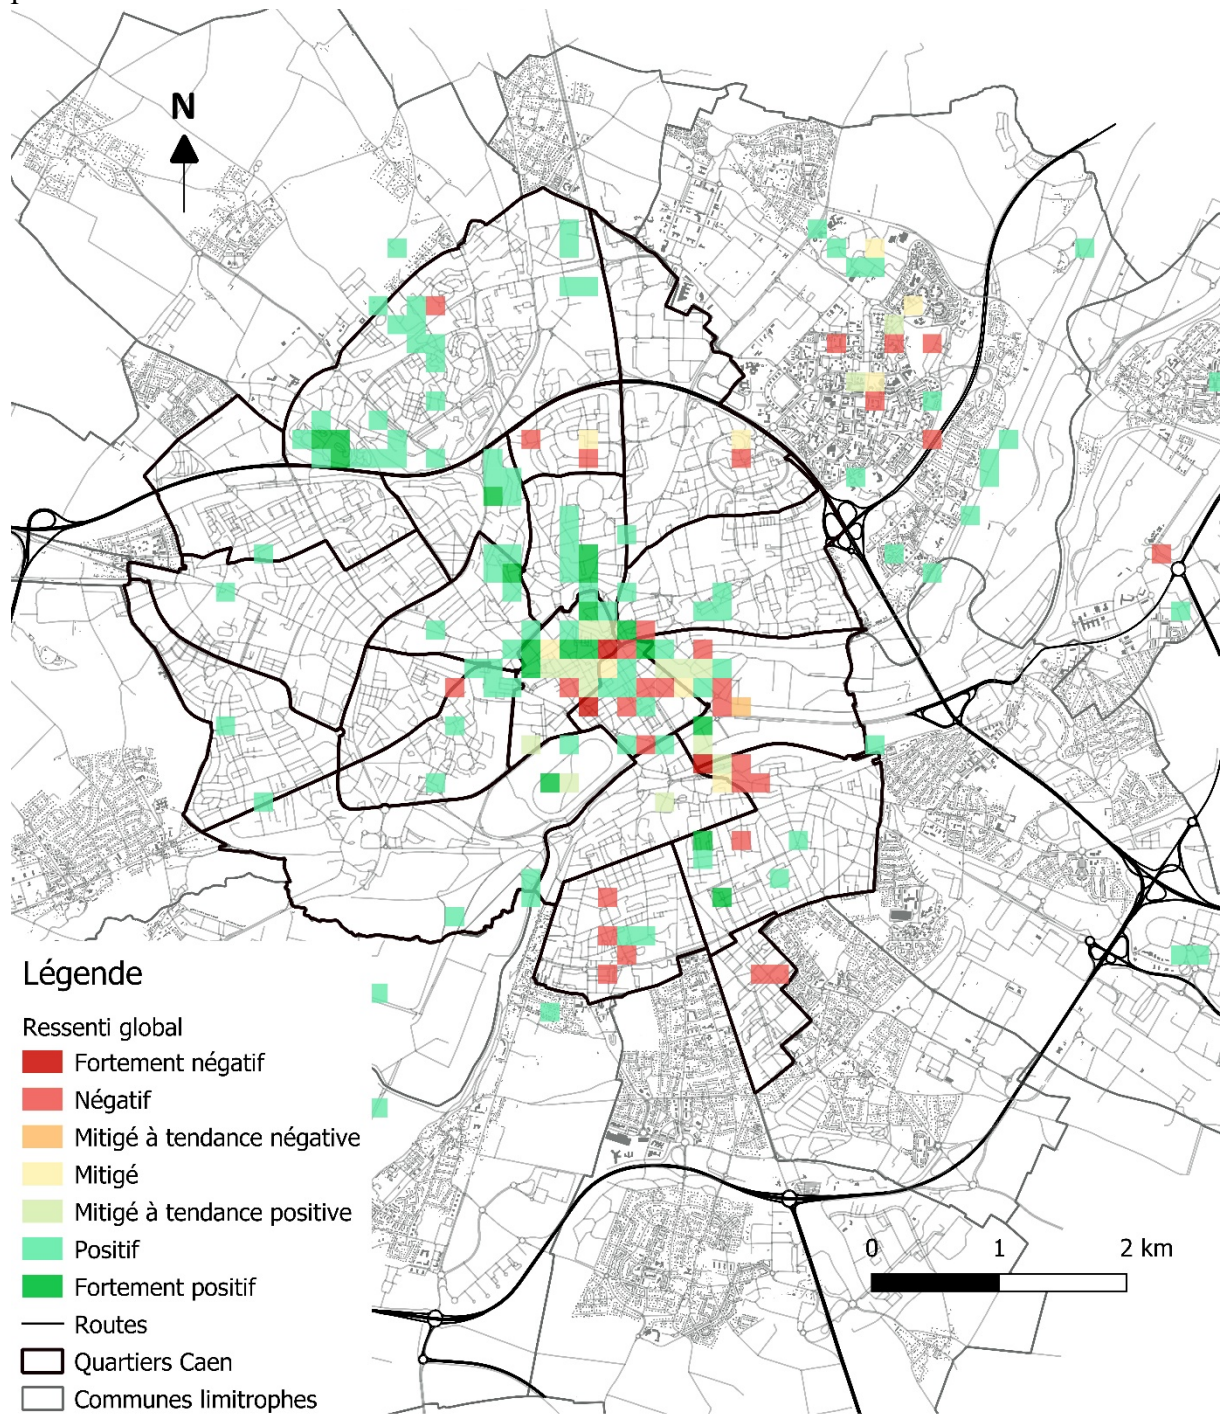 N
Légende
Ressenti global
Fortement négatif
Négatif
Mitigé à tendance négative
Mitigé
Mitigé à tendance positive
Positif
Fortement positif
Routes
Quartiers Caen
Communes limitrophes
0 1 2 km